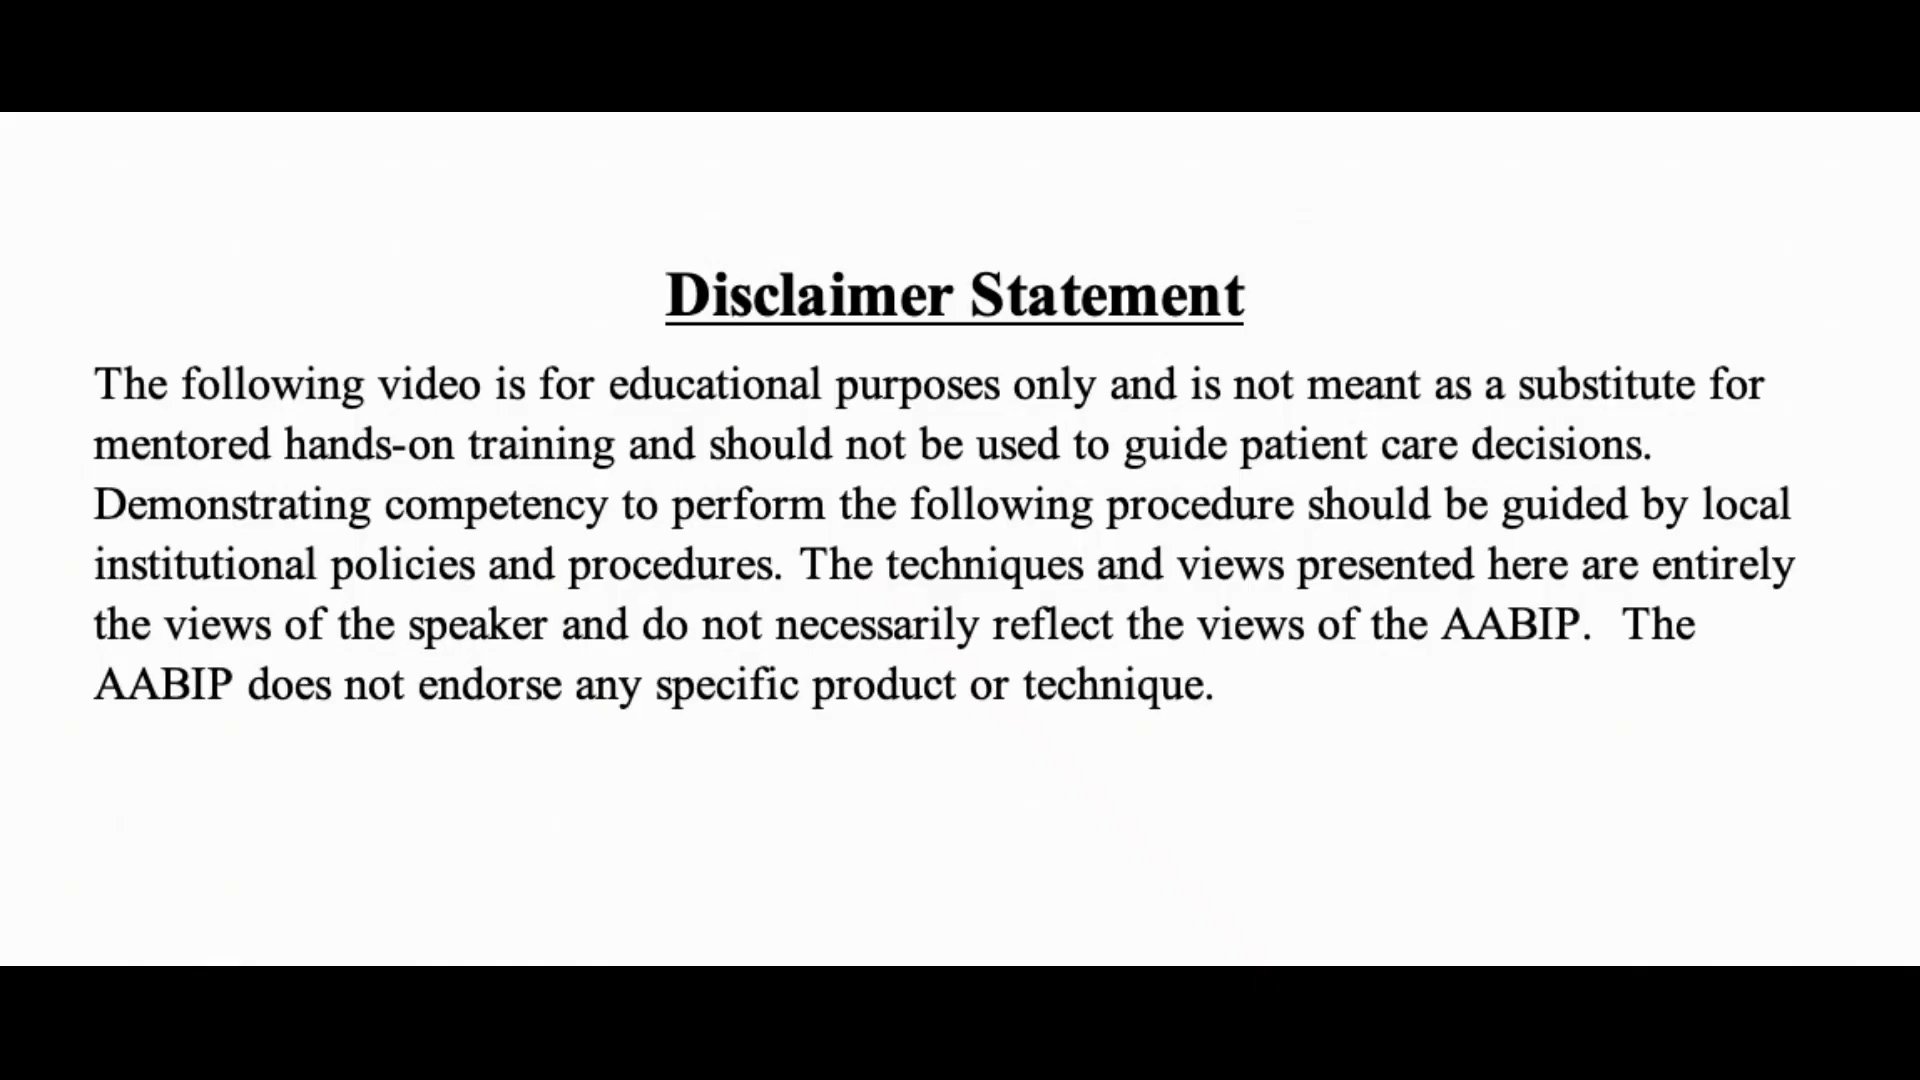 Disclaimer Statement
The following video is for educational purposes only and is not meant as a substitute for
mentored hands-on training and should not be used to guide patient care decisions.
Demonstrating competency to perform the following procedure should be guided by local
institutional policies and procedures. The techniques and views presented here are entirely
the views of the speaker and do not necessarily reflect the views of the AABIP.  The
AABIP does not endorse any specific product or technique.